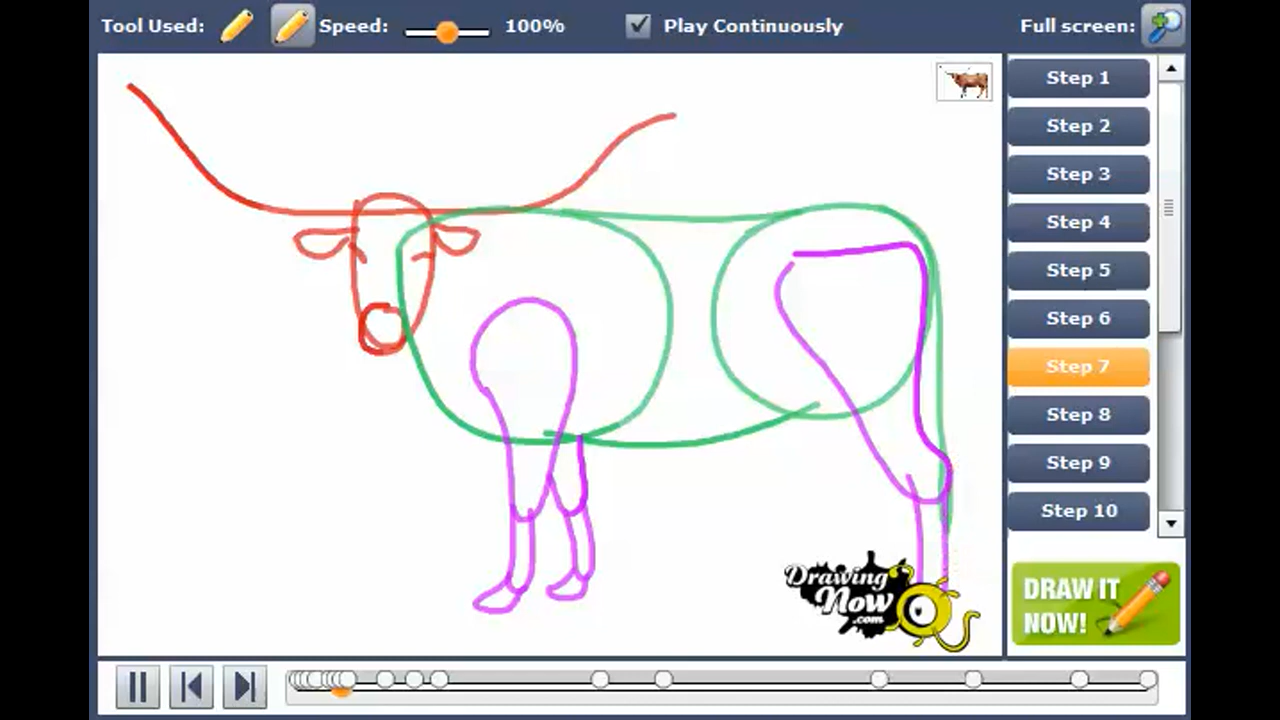 Tool Used:
Speed:
100%
Play Continuously
Full screen:
Step 1
Step 2
Step 3
Step 4
Step 5
Step 6
Step 7
Step 8
Step 9
Step 10
Drawing
Now
.com
DRAW IT
NOW!